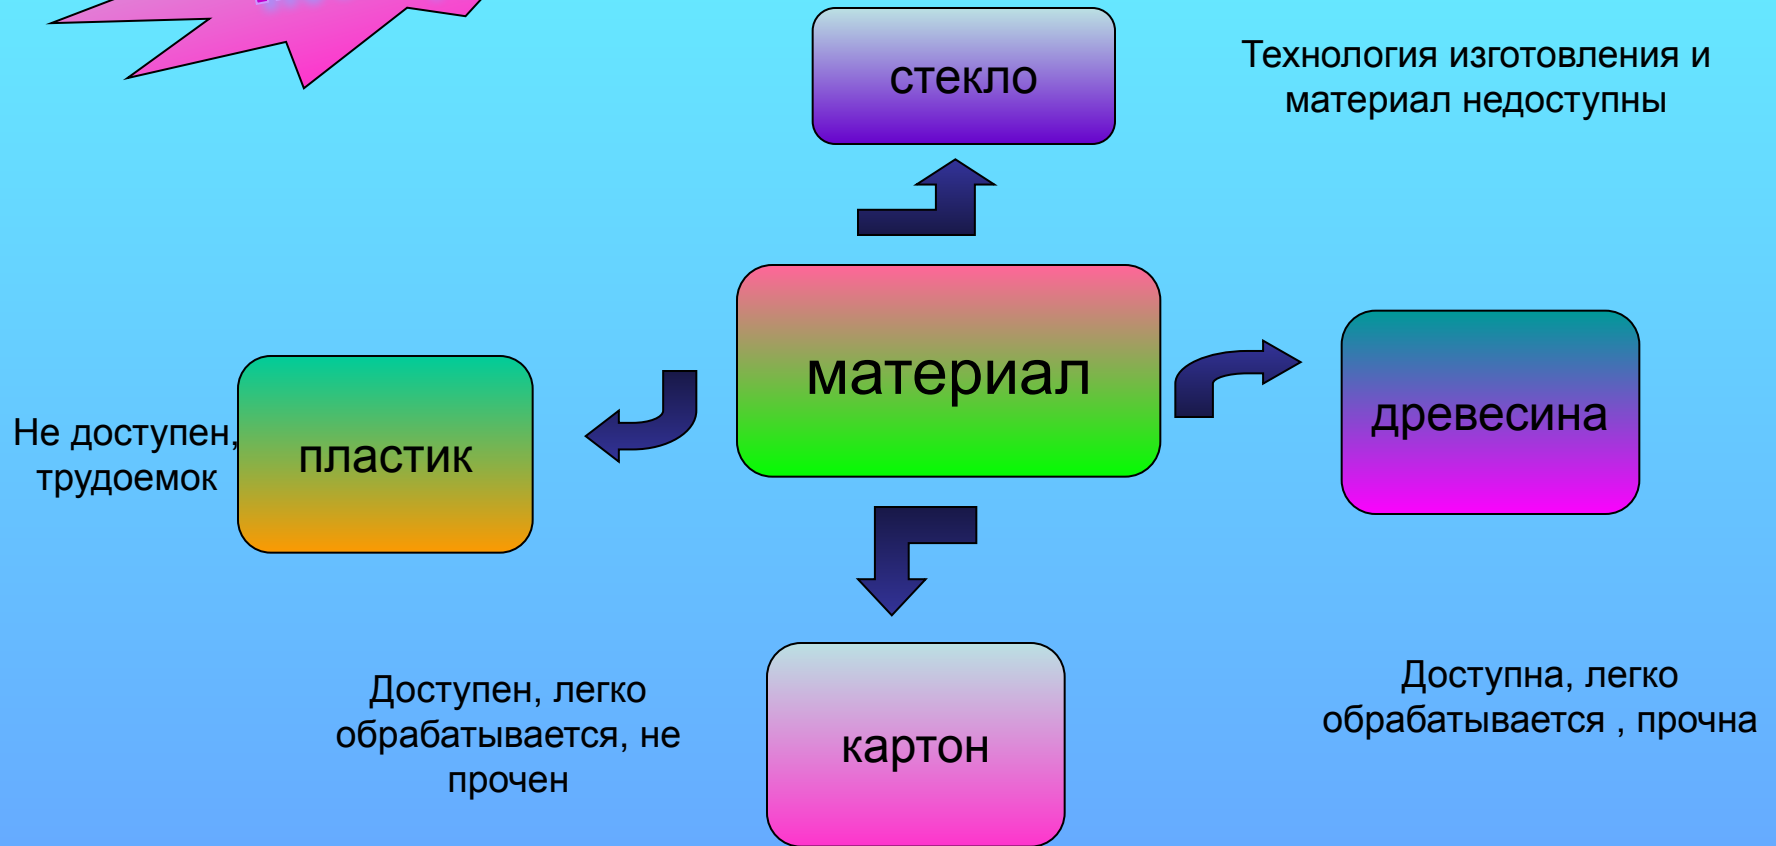 стекло
Технология изготовления и
материал недоступны
материал
древесина
Не доступен,
трудоемок
пластик
Доступна, легко
обрабатывается , прочна
Доступен, легко
обрабатывается, не
прочен
картон